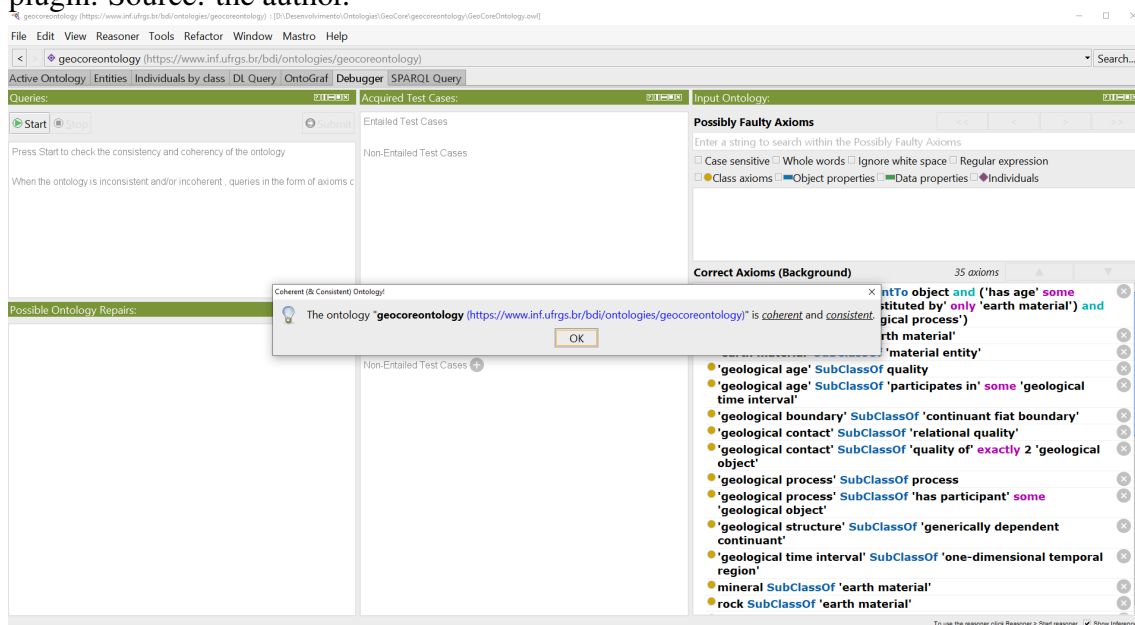 plugin. Source: the author.
geocoreontology (https://www.inf.ufrgs.br/bdi/ontologies/geocoreontology) : [D:\Desenvolvimento\Ontologias\GeoCore\geocoreontology\GeoCoreOntology.owl]
File Edit View Reasoner Tools Refactor Window Mastro Help
< > geocoreontology (https://www.inf.ufrgs.br/bdi/ontologies/geocoreontology) Search...
Active Ontology Entities Individuals by class DL Query OntoGraf Debugger SPARQL Query
Queries:
Start Stop Submit
Press Start to check the consistency and coherency of the ontology
When the ontology is inconsistent and/or incoherent , queries in the form of axioms c
Possible Ontology Repairs:
Acquired Test Cases:
Entailed Test Cases
Non-Entailed Test Cases
Non-Entailed Test Cases
Input Ontology:
Possibly Faulty Axioms << < > >>
Enter a string to search within the Possibly Faulty Axioms
Case sensitive Whole words Ignore white space Regular expression
Class axioms Object properties Data properties Individuals
Correct Axioms (Background) 35 axioms
ntTo object and ('has age' some
stituted by' only 'earth material') and
gical process')
rth material'
'material entity'
'geological age' SubClassOf quality
'geological age' SubClassOf 'participates in' some 'geological
time interval'
'geological boundary' SubClassOf 'continuant fiat boundary'
'geological contact' SubClassOf 'relational quality'
'geological contact' SubClassOf 'quality of' exactly 2 'geological
object'
'geological process' SubClassOf process
'geological process' SubClassOf 'has participant' some
'geological object'
'geological structure' SubClassOf 'generically dependent
continuant'
'geological time interval' SubClassOf 'one-dimensional temporal
region'
mineral SubClassOf 'earth material'
rock SubClassOf 'earth material'
Coherent (& Consistent) Ontology!
The ontology "geocoreontology (https://www.inf.ufrgs.br/bdi/ontologies/geocoreontology)" is coherent and consistent.
OK
To use the reasoner click Reasoner > Start reasoner Show Inference